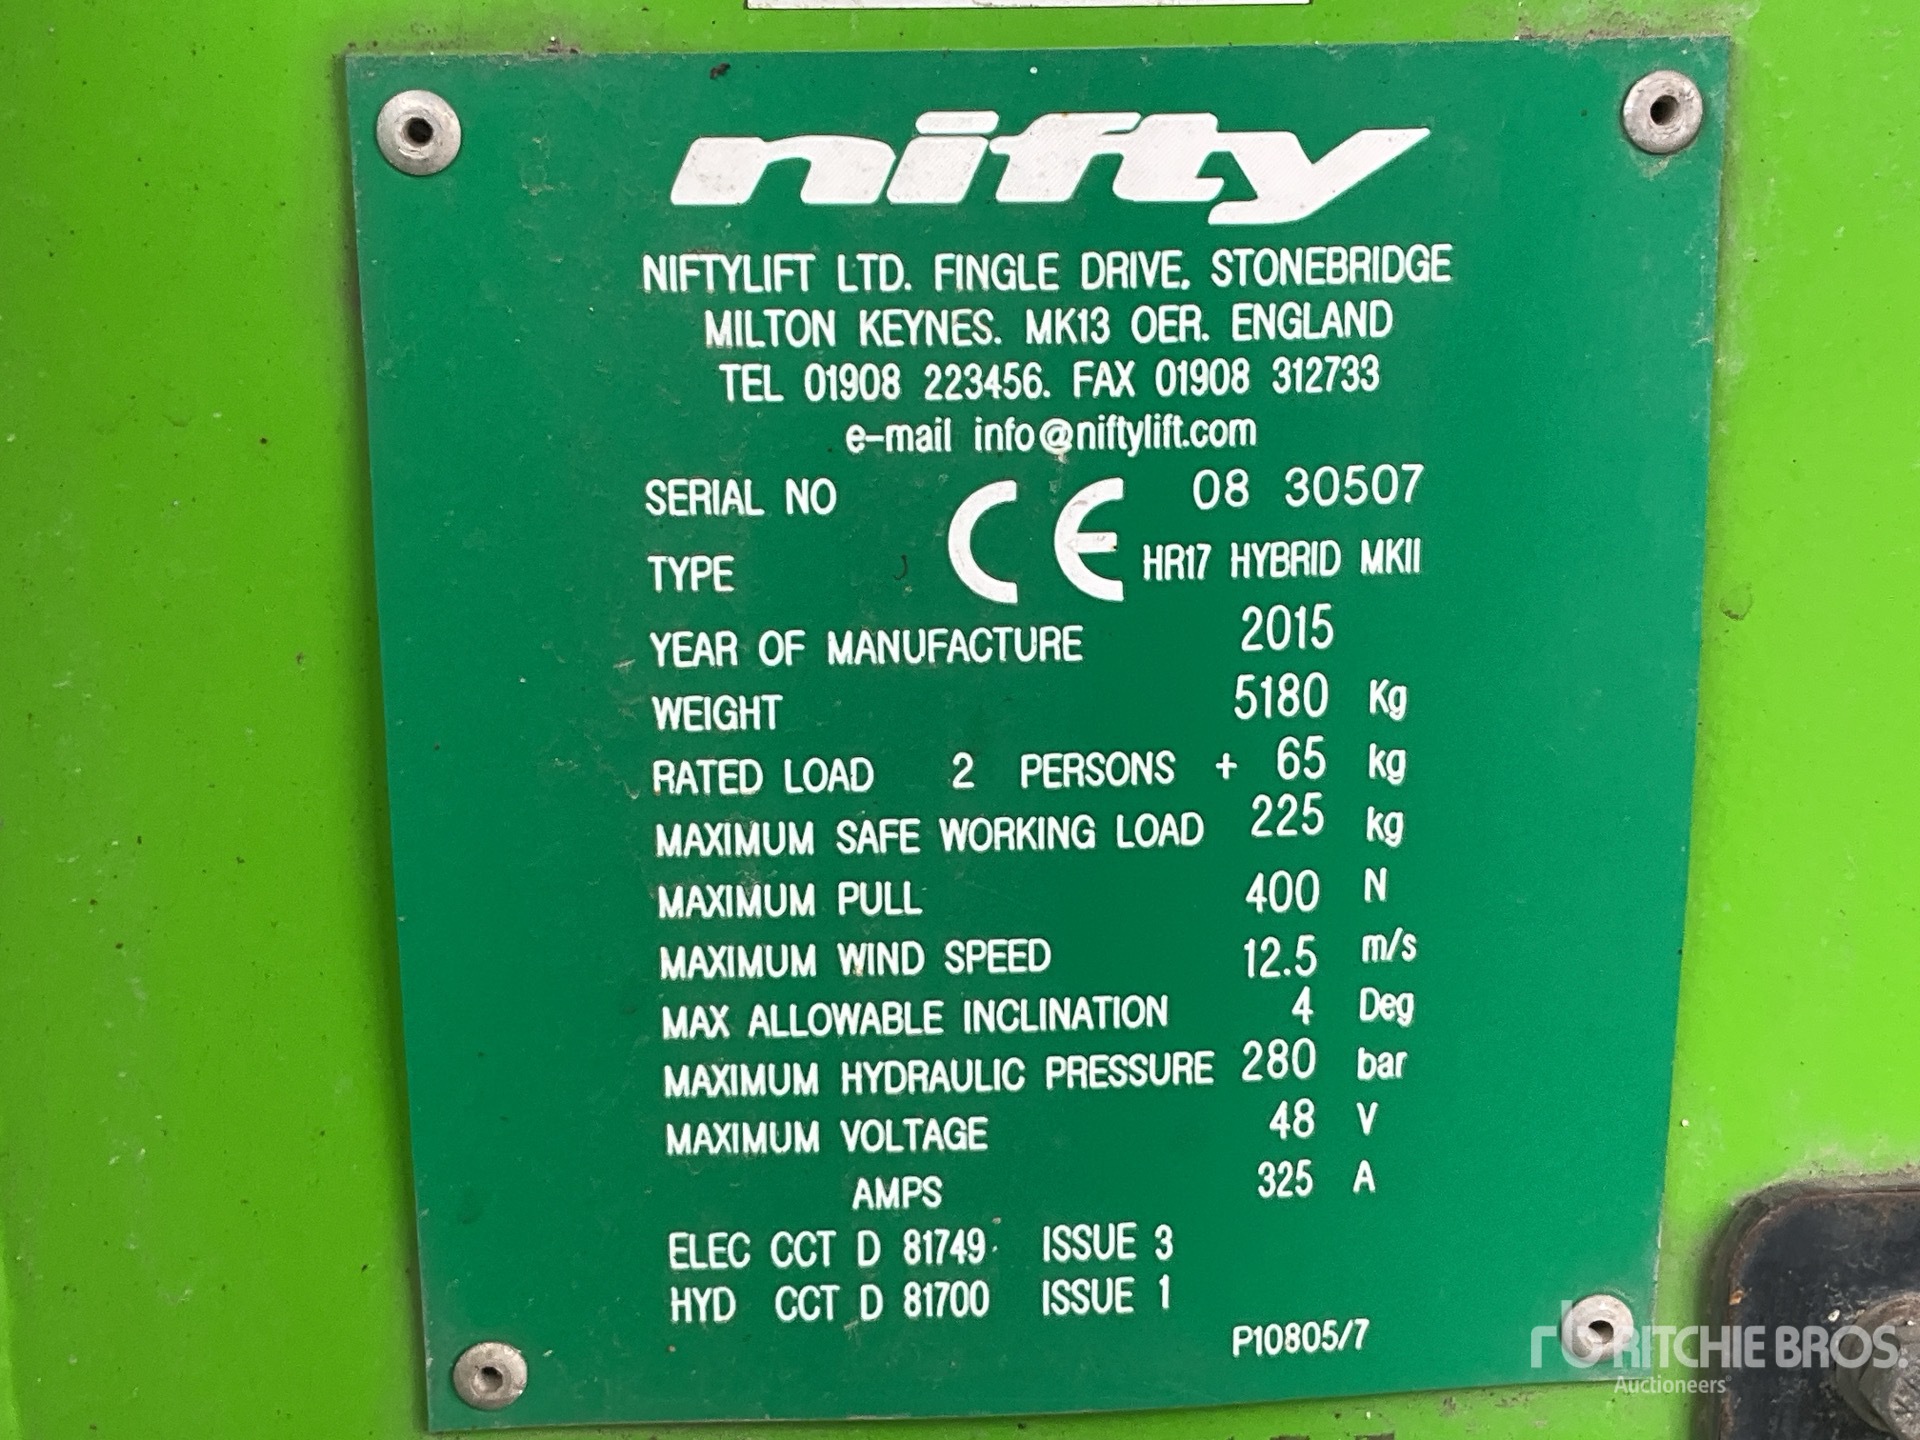 nifty
NIFTYLIFT LTD. FINGLE DRIVE. STONEBRIDGE
MILTON KEYNES. MK13 OER. ENGLAND
TEL 01908 223456. FAX 01908 312733
e-mail info@niftylift.com
SERIAL NO CE 08 30507
TYPE HR17 HYBRID MKII
YEAR OF MANUFACTURE 2015
WEIGHT 5180 Kg
RATED LOAD 2 PERSONS + 65 kg
MAXIMUM SAFE WORKING LOAD 225 kg
MAXIMUM PULL 400 N
MAXIMUM WIND SPEED 12.5 m/s
MAX ALLOWABLE INCLINATION 4 Deg
MAXIMUM HYDRAULIC PRESSURE 280 bar
MAXIMUM VOLTAGE 48 V
AMPS 325 A
ELEC CCT D 81749 ISSUE 3
HYD CCT D 81700 ISSUE 1
P10805/7
rb RITCHIE BROS.
Auctioneers